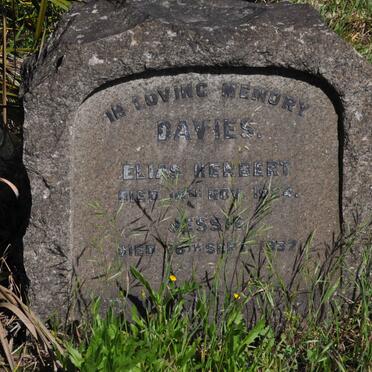 IN LOVING MEMORY
DAVIES.
ELIAS HERBERT
DIED NOV.
JESSIE
DIED SEPT. 1937